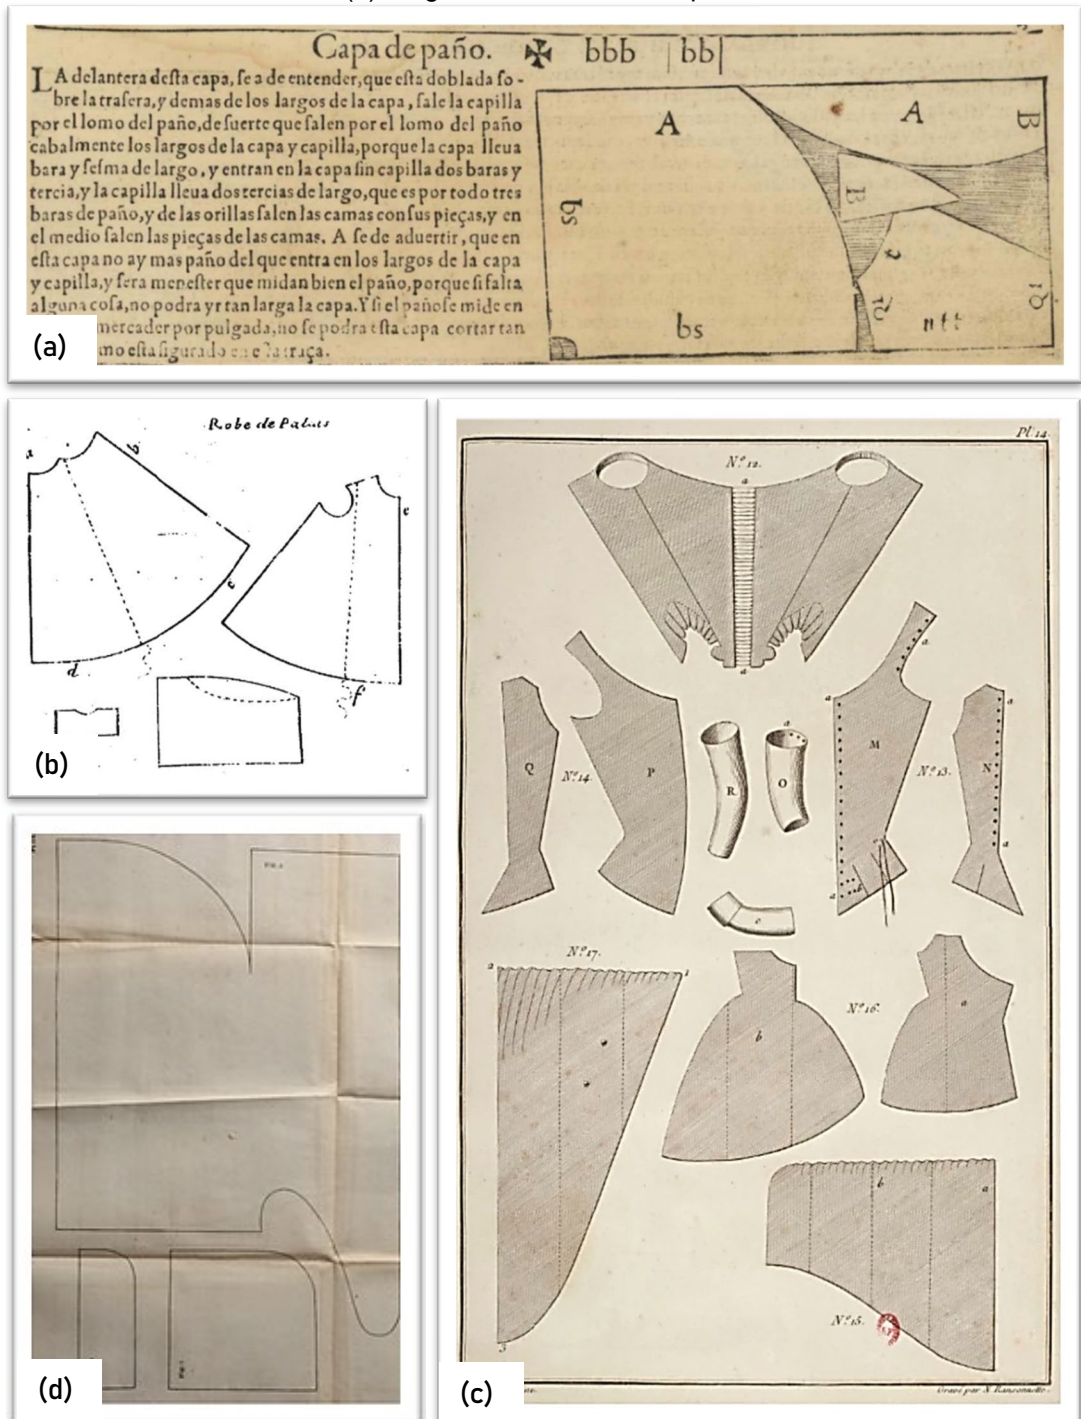 Capa de paño. ✠ bbb | bb|
LA delantera desta capa, se a de entender, que esta doblada so-
bre la trasera, y demas de los largos de la capa, sale la capilla
por el lomo del paño, de suerte que salen por el lomo del paño
cabalmente los largos de la capa y capilla, porque la capa lleua
bara y sesma de largo, y entran en la capa sin capilla dos baras y
tercia, y la capilla lleua dos tercias de largo, que es por todo tres
baras de paño, y de las orillas salen las camas con sus pieças, y en
el medio salen las pieças de las camas. A se de aduertir, que en
esta capa no ay mas paño del que entra en los largos de la capa
y capilla, y sera menester que midan bien el paño, porque si falta
alguna cosa, no podra yr tan larga la capa. Y si el paño se mide en
mercader por pulgada, no se podra esta capa cortar tan
mo esta figurado en e la traça.
A
A
B
bs
B
bs
(a)
Robe de Palais
b
e
d
f
(b)
Pl. 14.
N.º 12.
a
a
a
a
M
a
N
a
a
Q
N.º 14.
P
R
O
a
N.º 13.
N.º 17.
2
1
N.º 16.
b
a
b
a
N.º 15.
3
(c)
(d)